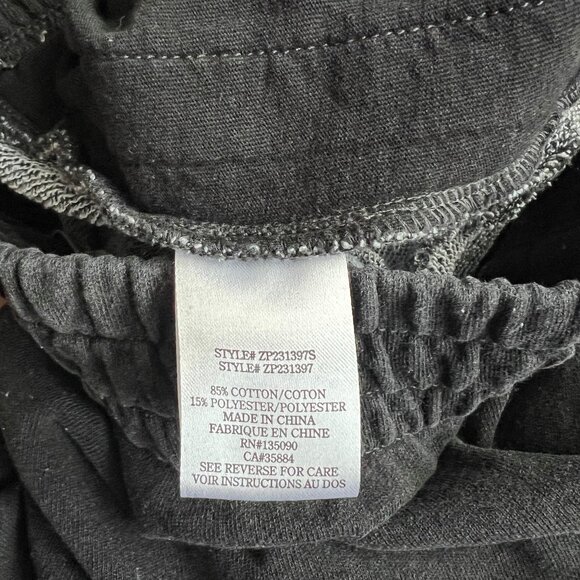 STYLE# ZP231397S
STYLE# ZP231397
85% COTTON/COTON
15% POLYESTER/POLYESTER
MADE IN CHINA
FABRIQUE EN CHINE
RN#135090
CA#35884
SEE REVERSE FOR CARE
VOIR INSTRUCTIONS AU DOS